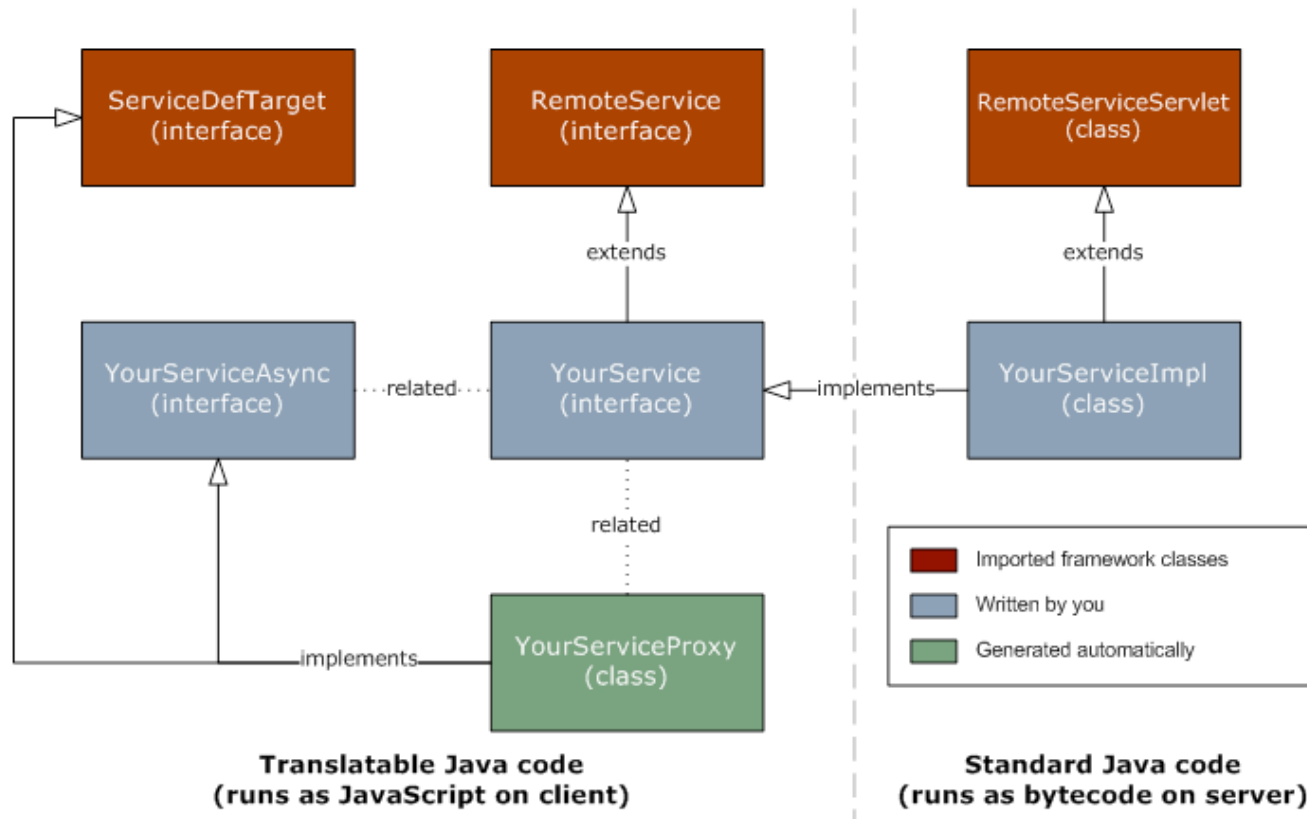 ServiceDefTarget
(interface)
RemoteService
(interface)
RemoteServiceServlet
(class)
extends
extends
YourServiceAsync
(interface)
related
YourService
(interface)
implements
YourServiceImpl
(class)
related
Imported framework classes
Written by you
Generated automatically
implements
YourServiceProxy
(class)
Translatable Java code
(runs as JavaScript on client)
Standard Java code
(runs as bytecode on server)